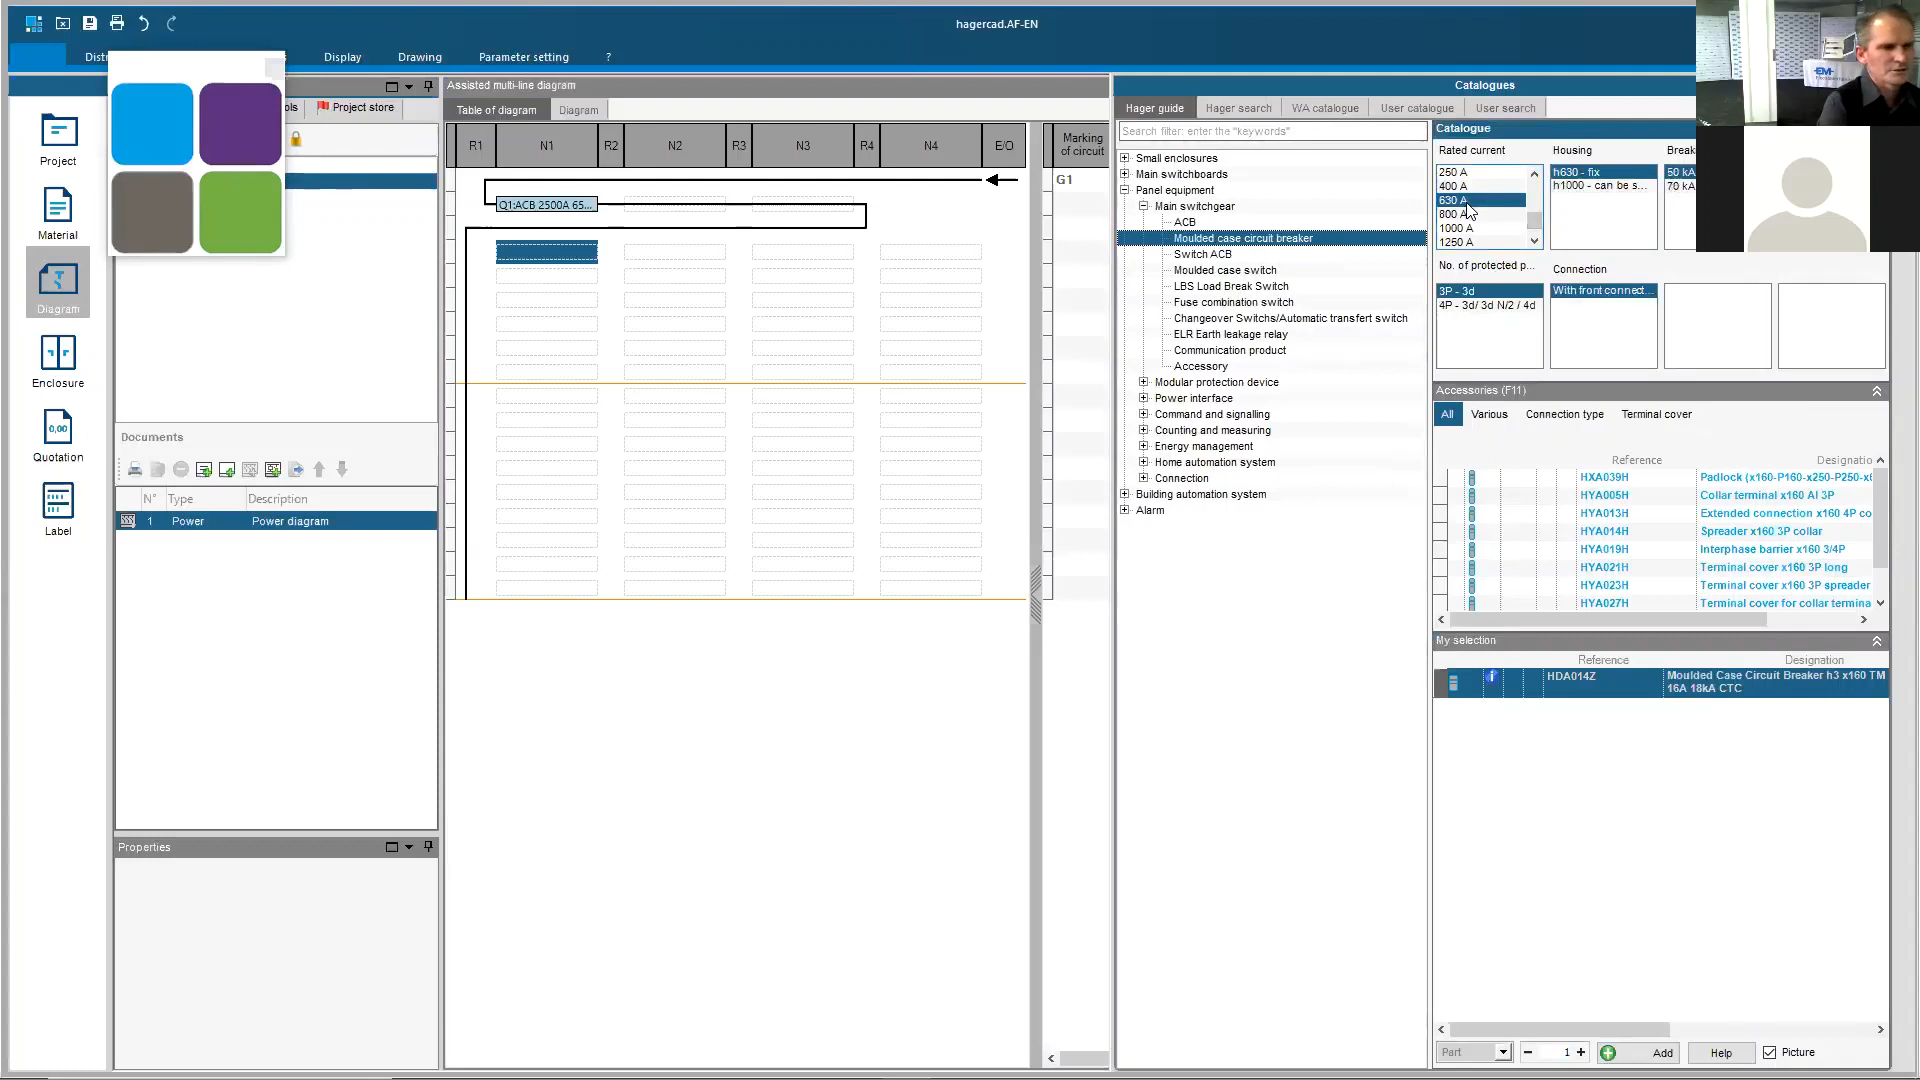 hagercad.AF-EN
Distr
Display
Drawing
Parameter setting
?
Project
Material
Diagram
Enclosure
0,00
Quotation
Label
ols
Project store
Documents
N°
Type
Description
1
Power
Power diagram
Properties
Assisted multi-line diagram
Table of diagram
Diagram
R1
N1
R2
N2
R3
N3
R4
N4
E/O
Marking
of circuit
G1
Q1:ACB 2500A 65...
Catalogues
Hager guide
Hager search
WA catalogue
User catalogue
User search
Search filter: enter the "keywords"
Small enclosures
Main switchboards
Panel equipment
Main switchgear
ACB
Moulded case circuit breaker
Switch ACB
Moulded case switch
LBS Load Break Switch
Fuse combination switch
Changeover Switchs/Automatic transfert switch
ELR Earth leakage relay
Communication product
Accessory
Modular protection device
Power interface
Command and signalling
Counting and measuring
Energy management
Home automation system
Connection
Building automation system
Alarm
Catalogue
Rated current
250 A
400 A
630 A
800 A
1000 A
1250 A
Housing
h630 - fix
h1000 - can be s...
Break
50 kA
70 kA
No. of protected p...
3P - 3d
4P - 3d/ 3d N/2 / 4d
Connection
With front connect...
Accessories (F11)
All
Various
Connection type
Terminal cover
Reference
Designatio
HXA039H
Padlock (x160-P160-x250-P250-x6
HYA005H
Collar terminal x160 Al 3P
HYA013H
Extended connection x160 4P co
HYA014H
Spreader x160 3P collar
HYA019H
Interphase barrier x160 3/4P
HYA021H
Terminal cover x160 3P long
HYA023H
Terminal cover x160 3P spreader
HYA027H
Terminal cover for collar termina
My selection
Reference
Designation
HDA014Z
Moulded Case Circuit Breaker h3 x160 TM
16A 18kA CTC
Part
1
Add
Help
Picture